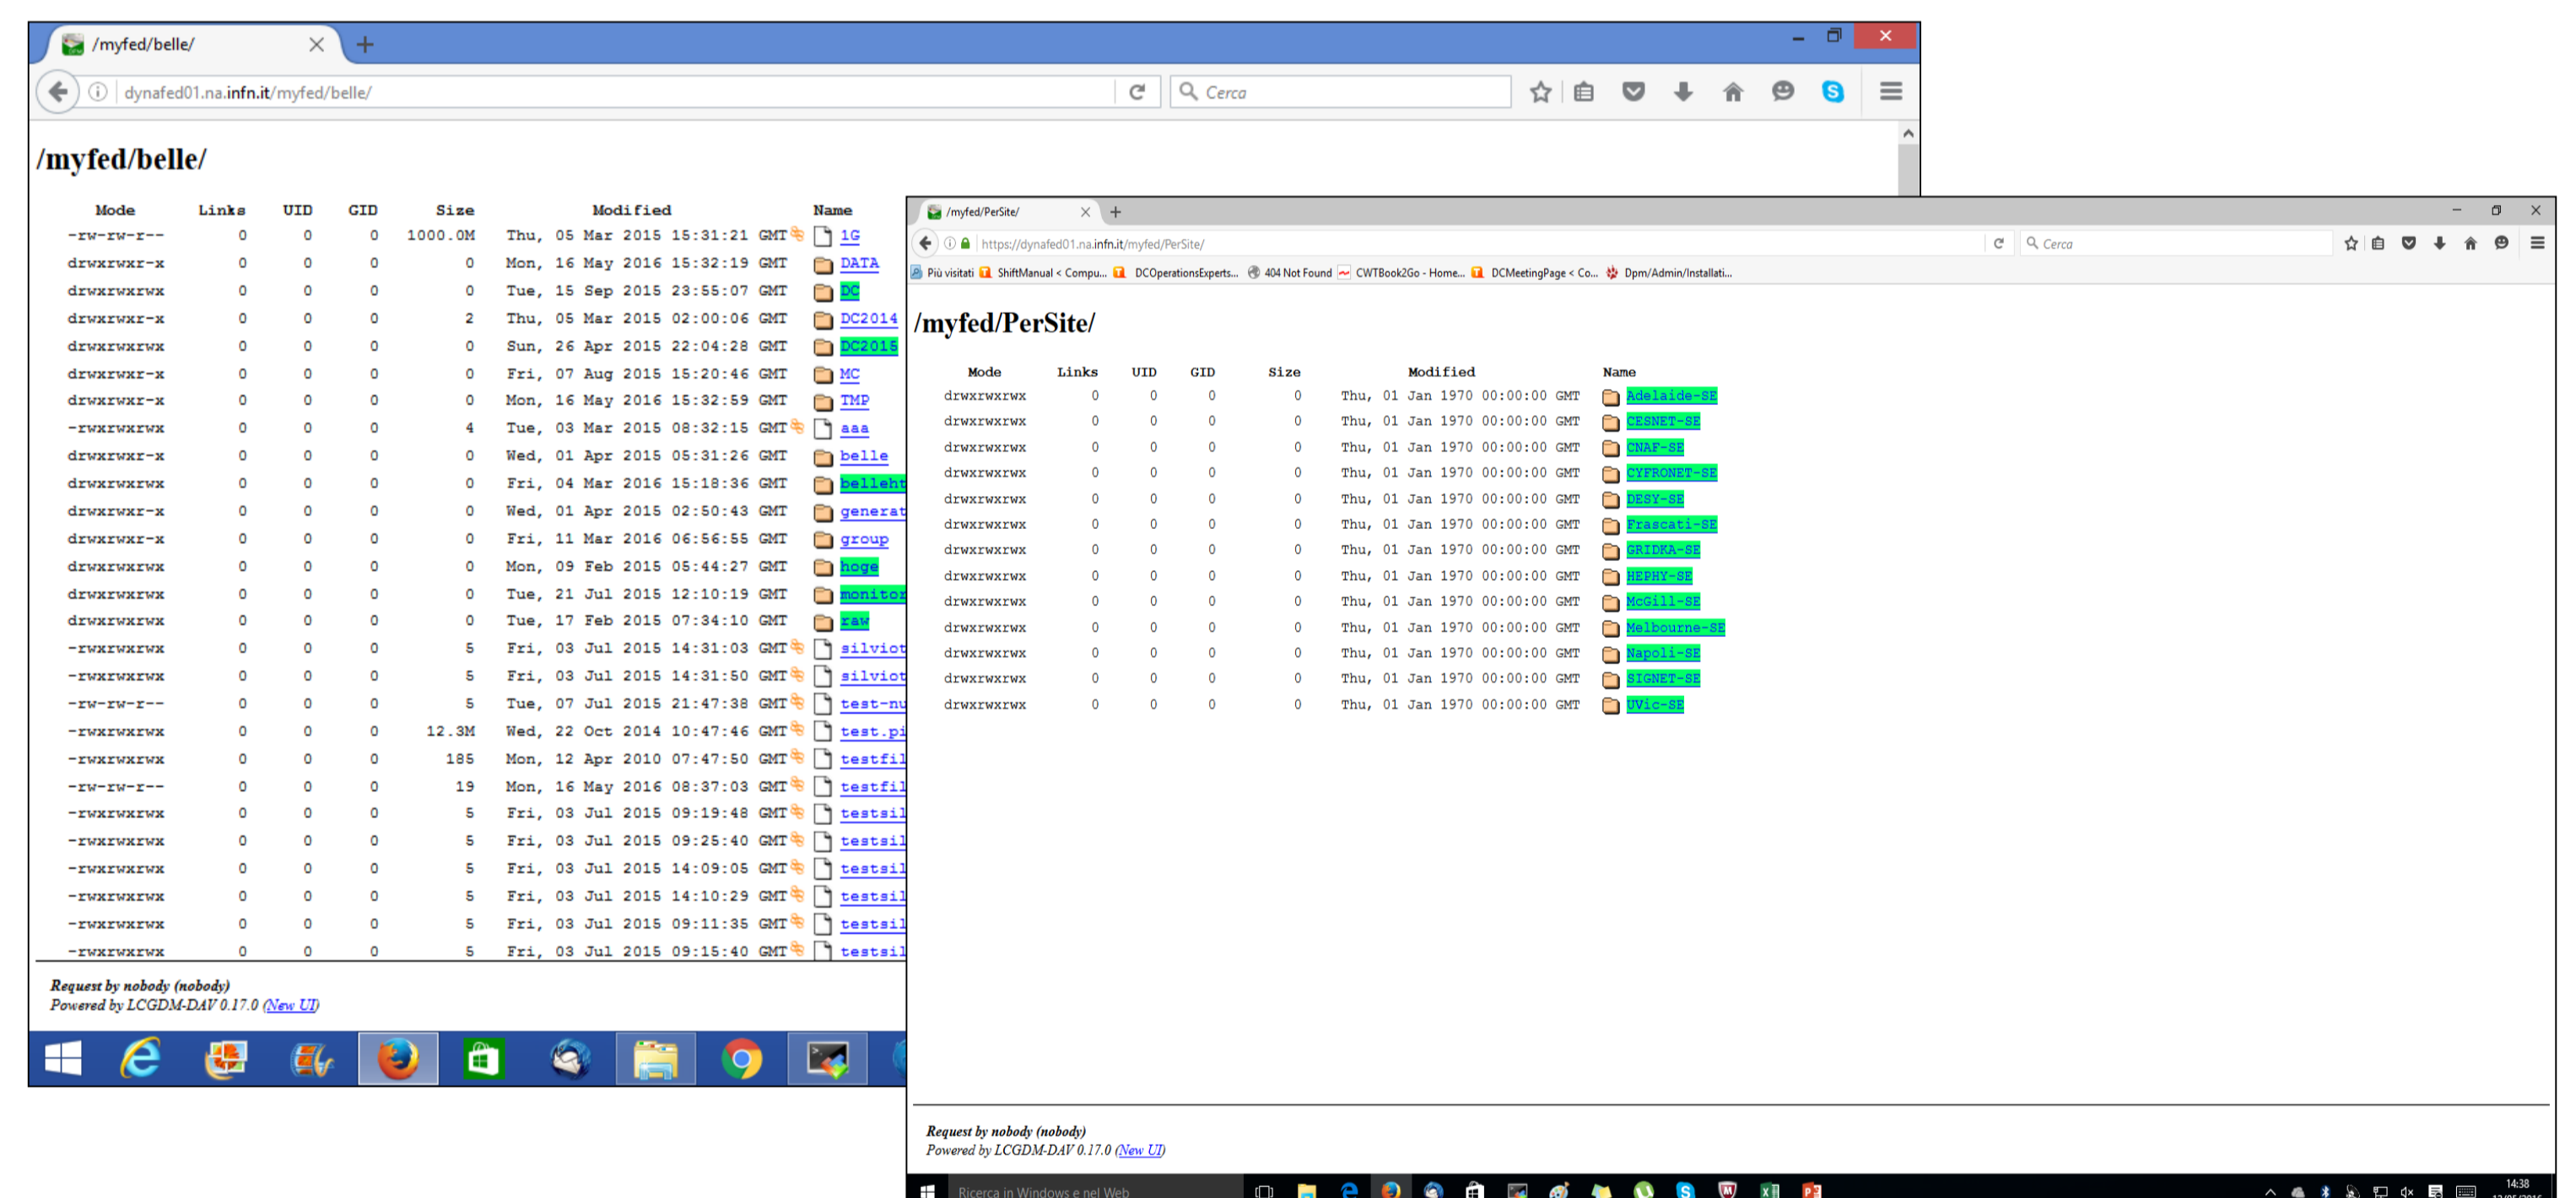 /myfed/belle/
dynafed01.na.infn.it/myfed/belle/
Cerca
/myfed/belle/
Mode Links UID GID Size Modified Name
-rw-rw-r-- 0 0 0 1000.0M Thu, 05 Mar 2015 15:31:21 GMT 1G
drwxrwxr-x 0 0 0 0 Mon, 16 May 2016 15:32:19 GMT DATA
drwxrwxrwx 0 0 0 0 Tue, 15 Sep 2015 23:55:07 GMT DC
drwxrwxr-x 0 0 0 2 Thu, 05 Mar 2015 02:00:06 GMT DC2014
drwxrwxrwx 0 0 0 0 Sun, 26 Apr 2015 22:04:28 GMT DC2015
drwxrwxr-x 0 0 0 0 Fri, 07 Aug 2015 15:20:46 GMT MC
drwxrwxr-x 0 0 0 0 Mon, 16 May 2016 15:32:59 GMT TMP
-rwxrwxrwx 0 0 0 4 Tue, 03 Mar 2015 08:32:15 GMT aaa
drwxrwxr-x 0 0 0 0 Wed, 01 Apr 2015 05:31:26 GMT belle
drwxrwxrwx 0 0 0 0 Fri, 04 Mar 2016 15:18:36 GMT belleht
drwxrwxr-x 0 0 0 0 Wed, 01 Apr 2015 02:50:43 GMT generat
drwxrwxr-x 0 0 0 0 Fri, 11 Mar 2016 06:56:55 GMT group
drwxrwxrwx 0 0 0 0 Mon, 09 Feb 2015 05:44:27 GMT hoge
drwxrwxrwx 0 0 0 0 Tue, 21 Jul 2015 12:10:19 GMT monitor
drwxrwxrwx 0 0 0 0 Tue, 17 Feb 2015 07:34:10 GMT raw
-rwxrwxrwx 0 0 0 5 Fri, 03 Jul 2015 14:31:03 GMT silviot
-rwxrwxrwx 0 0 0 5 Fri, 03 Jul 2015 14:31:50 GMT silviot
-rw-rw-r-- 0 0 0 5 Tue, 07 Jul 2015 21:47:38 GMT test-nu
-rwxrwxrwx 0 0 0 12.3M Wed, 22 Oct 2014 10:47:46 GMT test.pi
-rwxrwxrwx 0 0 0 185 Mon, 12 Apr 2010 07:47:50 GMT testfil
-rw-rw-r-- 0 0 0 19 Mon, 16 May 2016 08:37:03 GMT testfil
-rwxrwxrwx 0 0 0 5 Fri, 03 Jul 2015 09:19:48 GMT testsil
-rwxrwxrwx 0 0 0 5 Fri, 03 Jul 2015 09:25:40 GMT testsil
-rwxrwxrwx 0 0 0 5 Fri, 03 Jul 2015 14:09:05 GMT testsil
-rwxrwxrwx 0 0 0 5 Fri, 03 Jul 2015 14:10:29 GMT testsil
-rwxrwxrwx 0 0 0 5 Fri, 03 Jul 2015 09:11:35 GMT testsil
-rwxrwxrwx 0 0 0 5 Fri, 03 Jul 2015 09:15:40 GMT testsil
Request by nobody (nobody)
Powered by LCGDM-DAV 0.17.0 (New UI)
/myfed/PerSite/
https://dynafed01.na.infn.it/myfed/PerSite/
Cerca
Più visitati ShiftManual < Compu... DCOperationsExperts... 404 Not Found CWTBook2Go - Home... DCMeetingPage < Co... Dpm/Admin/Installati...
/myfed/PerSite/
Mode Links UID GID Size Modified Name
drwxrwxrwx 0 0 0 0 Thu, 01 Jan 1970 00:00:00 GMT Adelaide-SE
drwxrwxrwx 0 0 0 0 Thu, 01 Jan 1970 00:00:00 GMT CESNET-SE
drwxrwxrwx 0 0 0 0 Thu, 01 Jan 1970 00:00:00 GMT CNAF-SE
drwxrwxrwx 0 0 0 0 Thu, 01 Jan 1970 00:00:00 GMT CYFRONET-SE
drwxrwxrwx 0 0 0 0 Thu, 01 Jan 1970 00:00:00 GMT DESY-SE
drwxrwxrwx 0 0 0 0 Thu, 01 Jan 1970 00:00:00 GMT Frascati-SE
drwxrwxrwx 0 0 0 0 Thu, 01 Jan 1970 00:00:00 GMT GRIDKA-SE
drwxrwxrwx 0 0 0 0 Thu, 01 Jan 1970 00:00:00 GMT HEPHY-SE
drwxrwxrwx 0 0 0 0 Thu, 01 Jan 1970 00:00:00 GMT McGill-SE
drwxrwxrwx 0 0 0 0 Thu, 01 Jan 1970 00:00:00 GMT Melbourne-SE
drwxrwxrwx 0 0 0 0 Thu, 01 Jan 1970 00:00:00 GMT Napoli-SE
drwxrwxrwx 0 0 0 0 Thu, 01 Jan 1970 00:00:00 GMT SIGNET-SE
drwxrwxrwx 0 0 0 0 Thu, 01 Jan 1970 00:00:00 GMT UVic-SE
Request by nobody (nobody)
Powered by LCGDM-DAV 0.17.0 (New UI)
Ricerca in Windows e nel Web
14:38